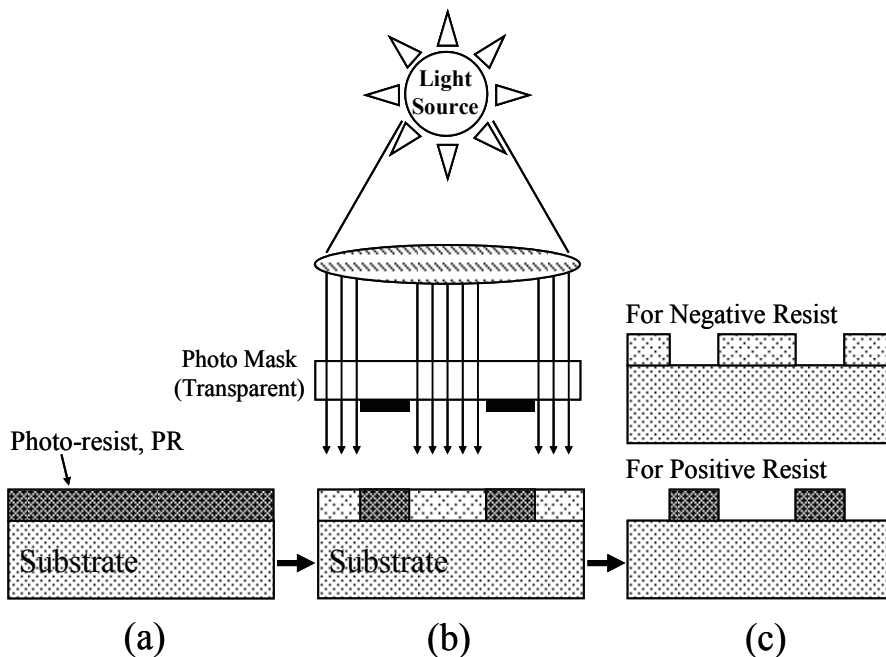 Light
Source
For Negative Resist
Photo Mask
(Transparent)
Photo-resist, PR
For Positive Resist
Substrate
Substrate
(a)
(b)
(c)